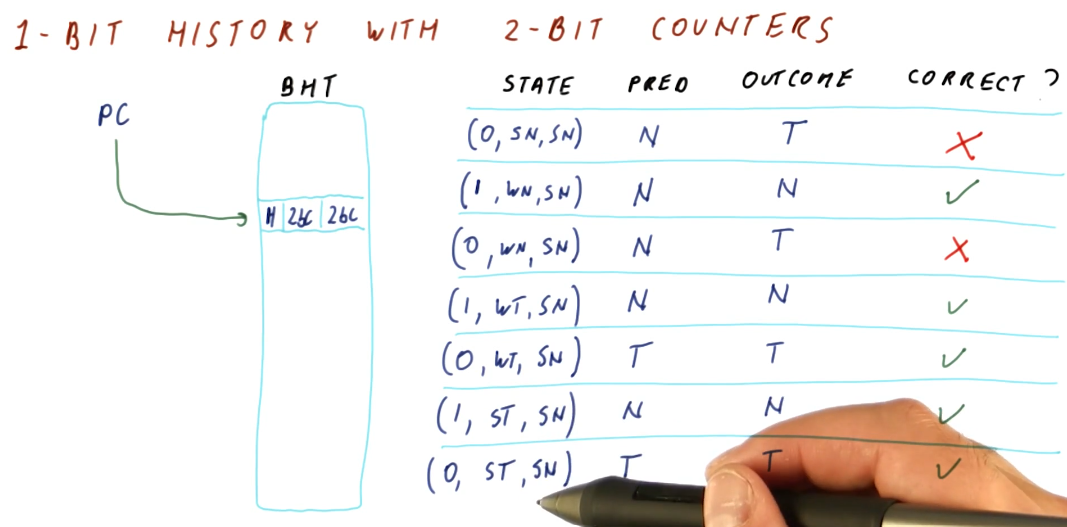 1-BIT HISTORY WITH 2-BIT COUNTERS
BHT
PC
H 2bC 2bC
STATE PRED OUTCOME CORRECT ?
(0, SN, SN) N T ✗
(1, WN, SN) N N ✓
(0, WN, SN) N T ✗
(1, WT, SN) N N ✓
(0, WT, SN) T T ✓
(1, ST, SN) N N ✓
(0, ST, SN) T T ✓